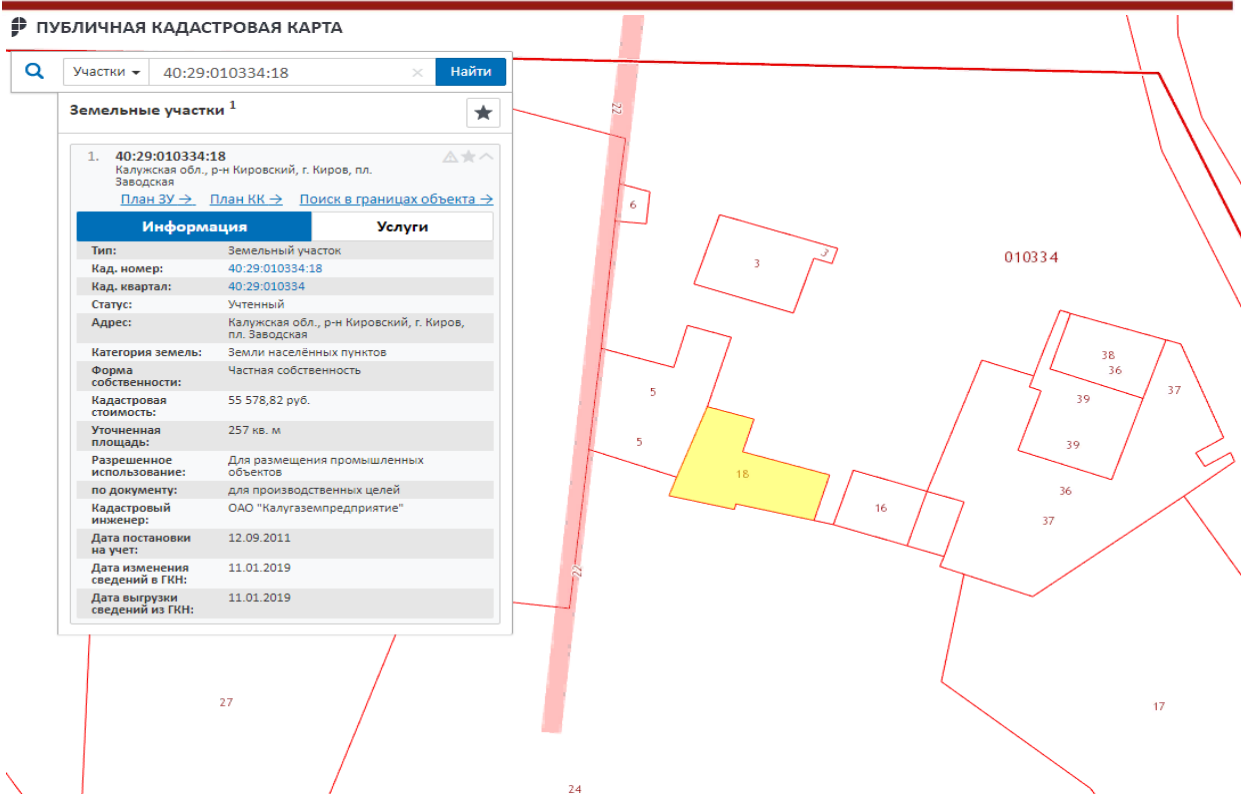 ПУБЛИЧНАЯ КАДАСТРОВАЯ КАРТА
Участки 40:29:010334:18 × Найти
Земельные участки 1
1. 40:29:010334:18
Калужская обл., р-н Кировский, г. Киров, пл.
Заводская
План ЗУ → План КК → Поиск в границах объекта →
Информация Услуги
Тип: Земельный участок
Кад. номер: 40:29:010334:18
Кад. квартал: 40:29:010334
Статус: Учтенный
Адрес: Калужская обл., р-н Кировский, г. Киров,
пл. Заводская
Категория земель: Земли населённых пунктов
Форма Частная собственность
собственности:
Кадастровая 55 578,82 руб.
стоимость:
Уточненная 257 кв. м
площадь:
Разрешенное Для размещения промышленных
использование: объектов
по документу: для производственных целей
Кадастровый ОАО "Калугаземпредприятие"
инженер:
Дата постановки 12.09.2011
на учет:
Дата изменения 11.01.2019
сведений в ГКН:
Дата выгрузки 11.01.2019
сведений из ГКН:
22
6
3
3
010334
38
36
37
5
39
5
39
18
36
16
37
22
27
17
24